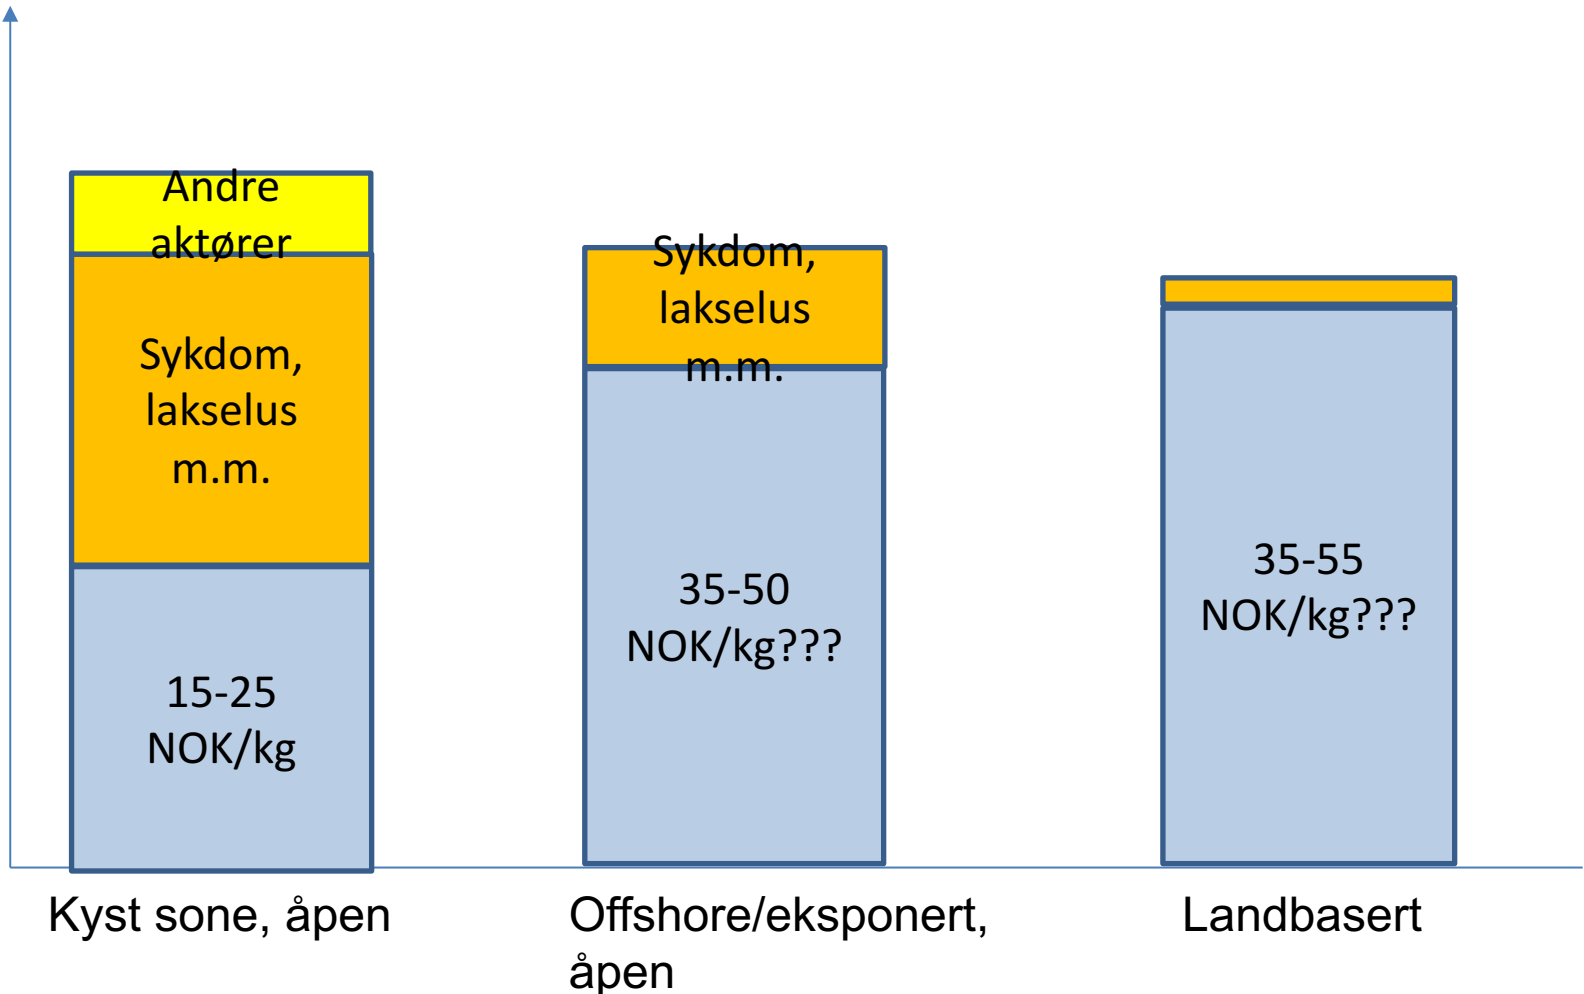 Andre
aktører
Sykdom,
lakselus
m.m.
15-25
NOK/kg
Sykdom,
lakselus
m.m.
35-50
NOK/kg???
35-55
NOK/kg???
Kyst sone, åpen
Offshore/eksponert,
åpen
Landbasert